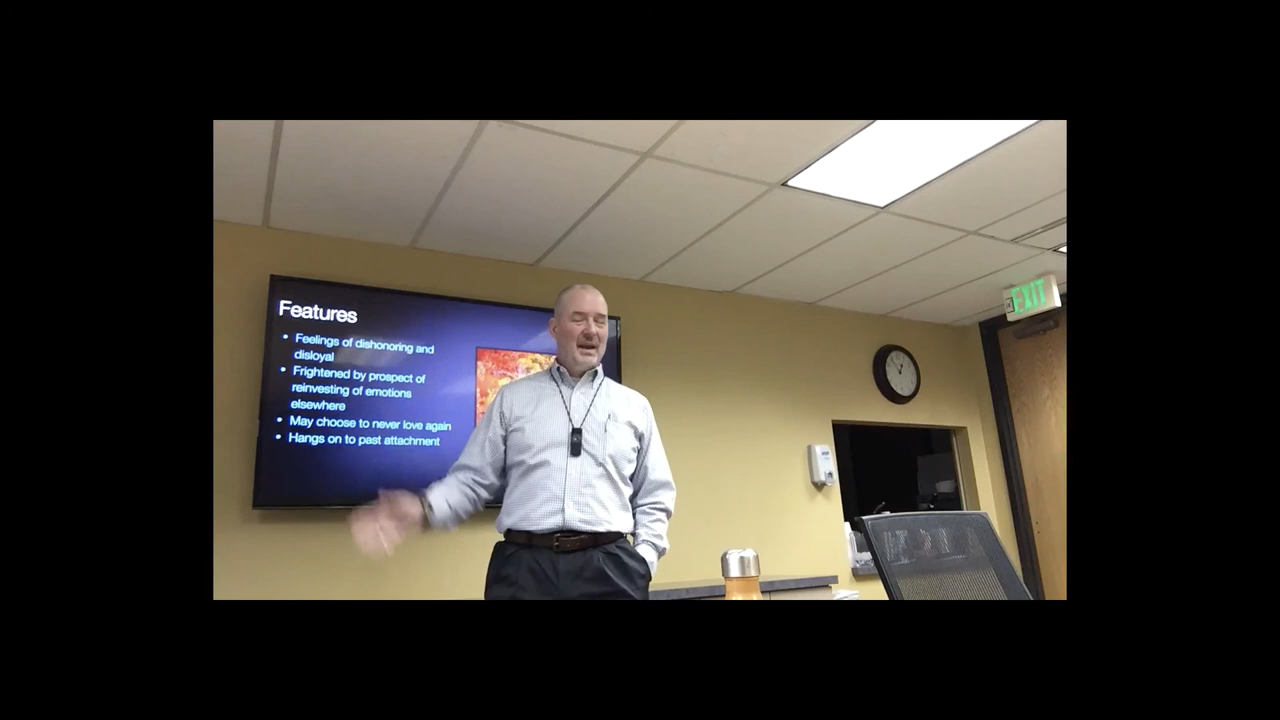 Features
• Feelings of dishonoring and
disloyal
• Frightened by prospect of
reinvesting of emotions
elsewhere
• May choose to never love again
• Hangs on to past attachment
EXIT